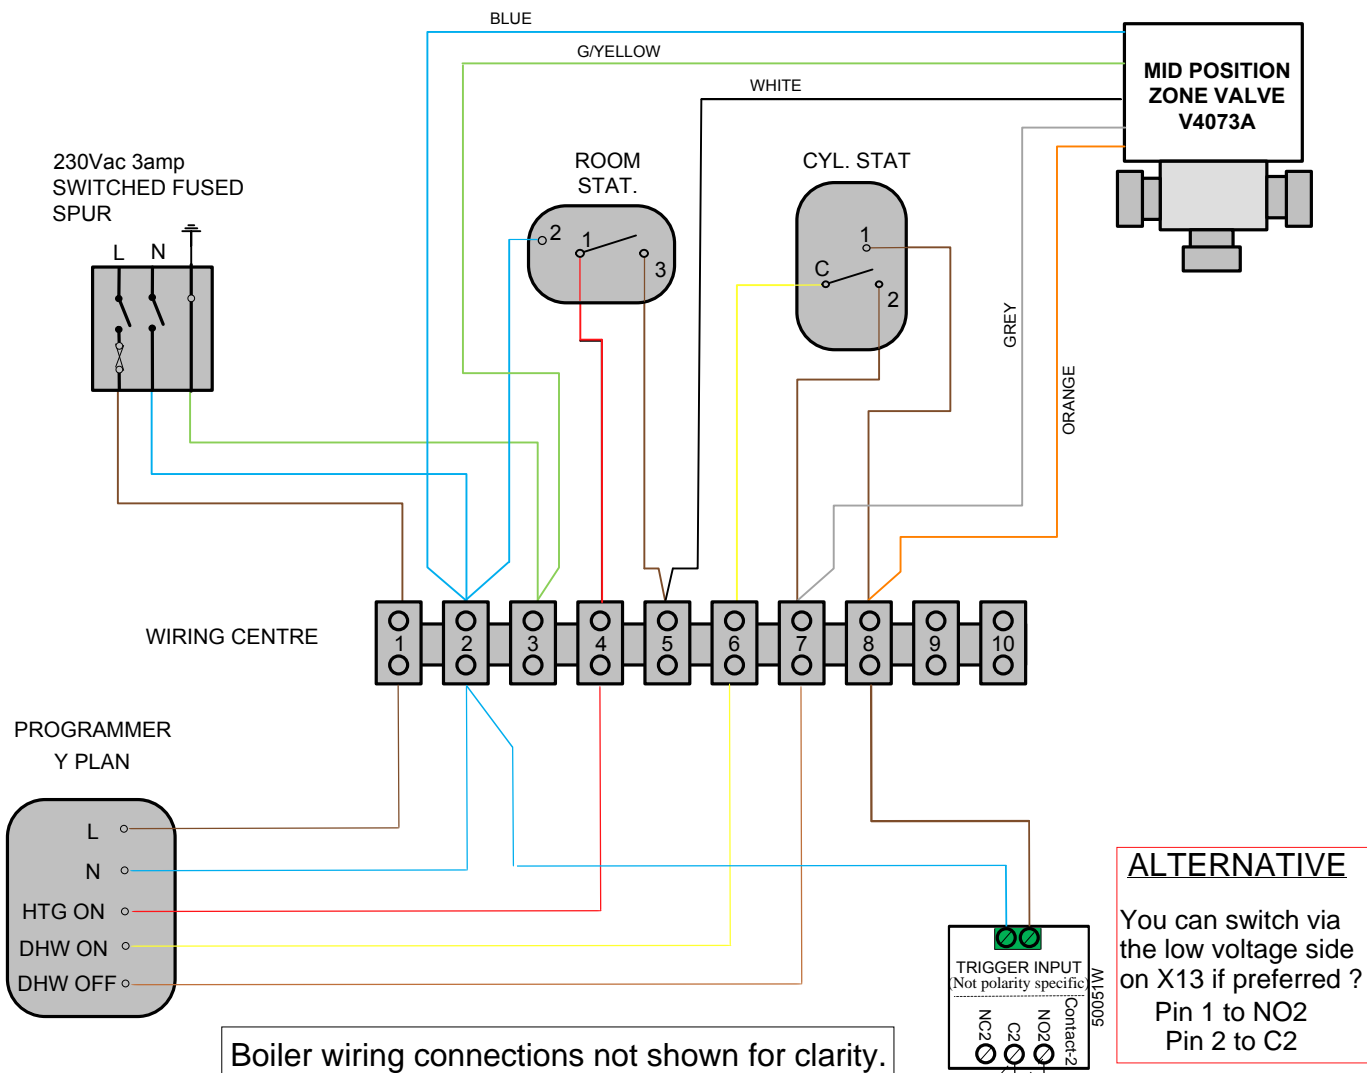 BLUE
G/YELLOW
WHITE
MID POSITION
ZONE VALVE
V4073A
230Vac 3amp
SWITCHED FUSED
SPUR
L N
ROOM
STAT.
2 1 3
CYL. STAT
1
C
2
GREY
ORANGE
WIRING CENTRE
1 2 3 4 5 6 7 8 9 10
PROGRAMMER
Y PLAN
L
N
HTG ON
DHW ON
DHW OFF
TRIGGER INPUT
(Not polarity specific)
NC2
C2
NO2
Contact-2
50051W
ALTERNATIVE
You can switch via
the low voltage side
on X13 if preferred ?
Pin 1 to NO2
Pin 2 to C2
Boiler wiring connections not shown for clarity.